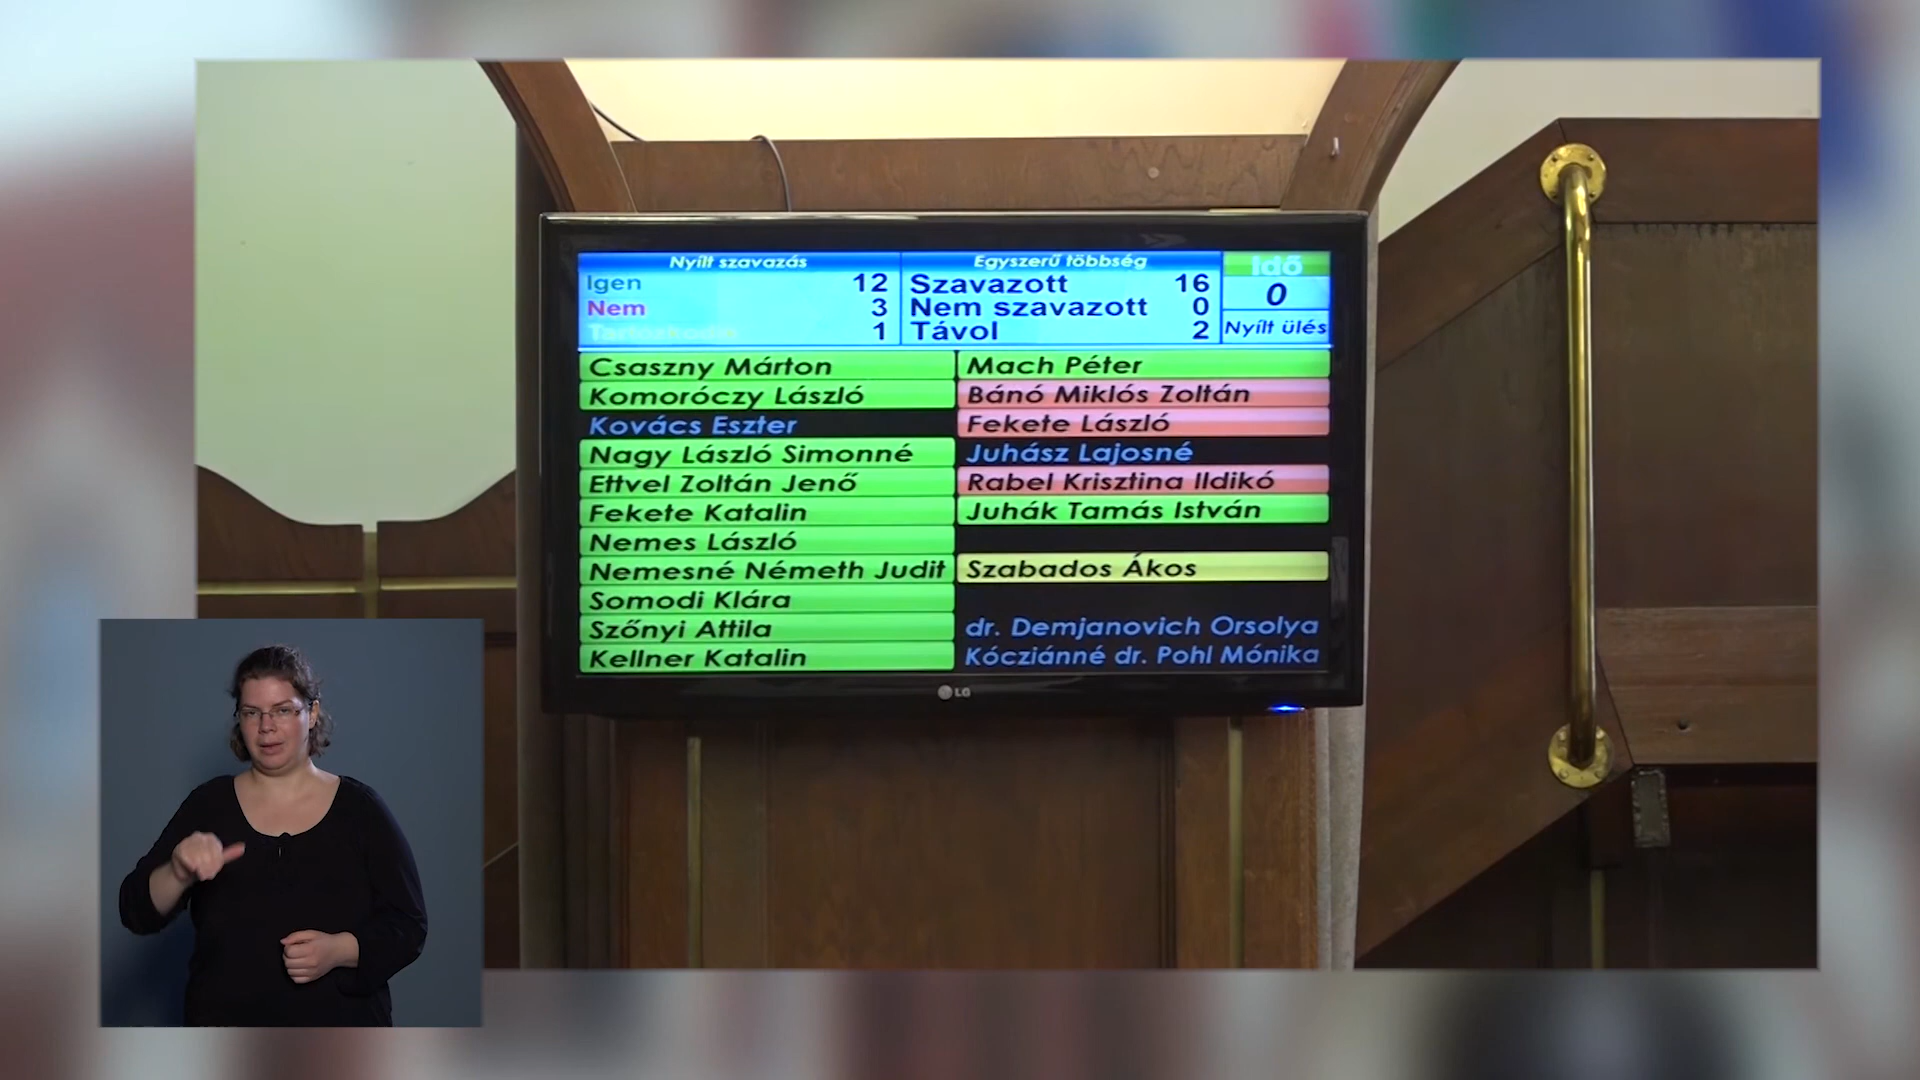 Nyílt szavazás
Igen 12
Nem 3
Tartózkodó 1
Egyszerű többség
Szavazott 16
Nem szavazott 0
Távol 2
Idő
0
Nyílt ülés
Csaszny Márton
Komoróczy László
Kovács Eszter
Nagy László Simonné
Ettvel Zoltán Jenő
Fekete Katalin
Nemes László
Nemesné Németh Judit
Somodi Klára
Szőnyi Attila
Kellner Katalin
Mach Péter
Bánó Miklós Zoltán
Fekete László
Juhász Lajosné
Rabel Krisztina Ildikó
Juhák Tamás István
Szabados Ákos
dr. Demjanovich Orsolya
Kócziánné dr. Pohl Mónika
LG